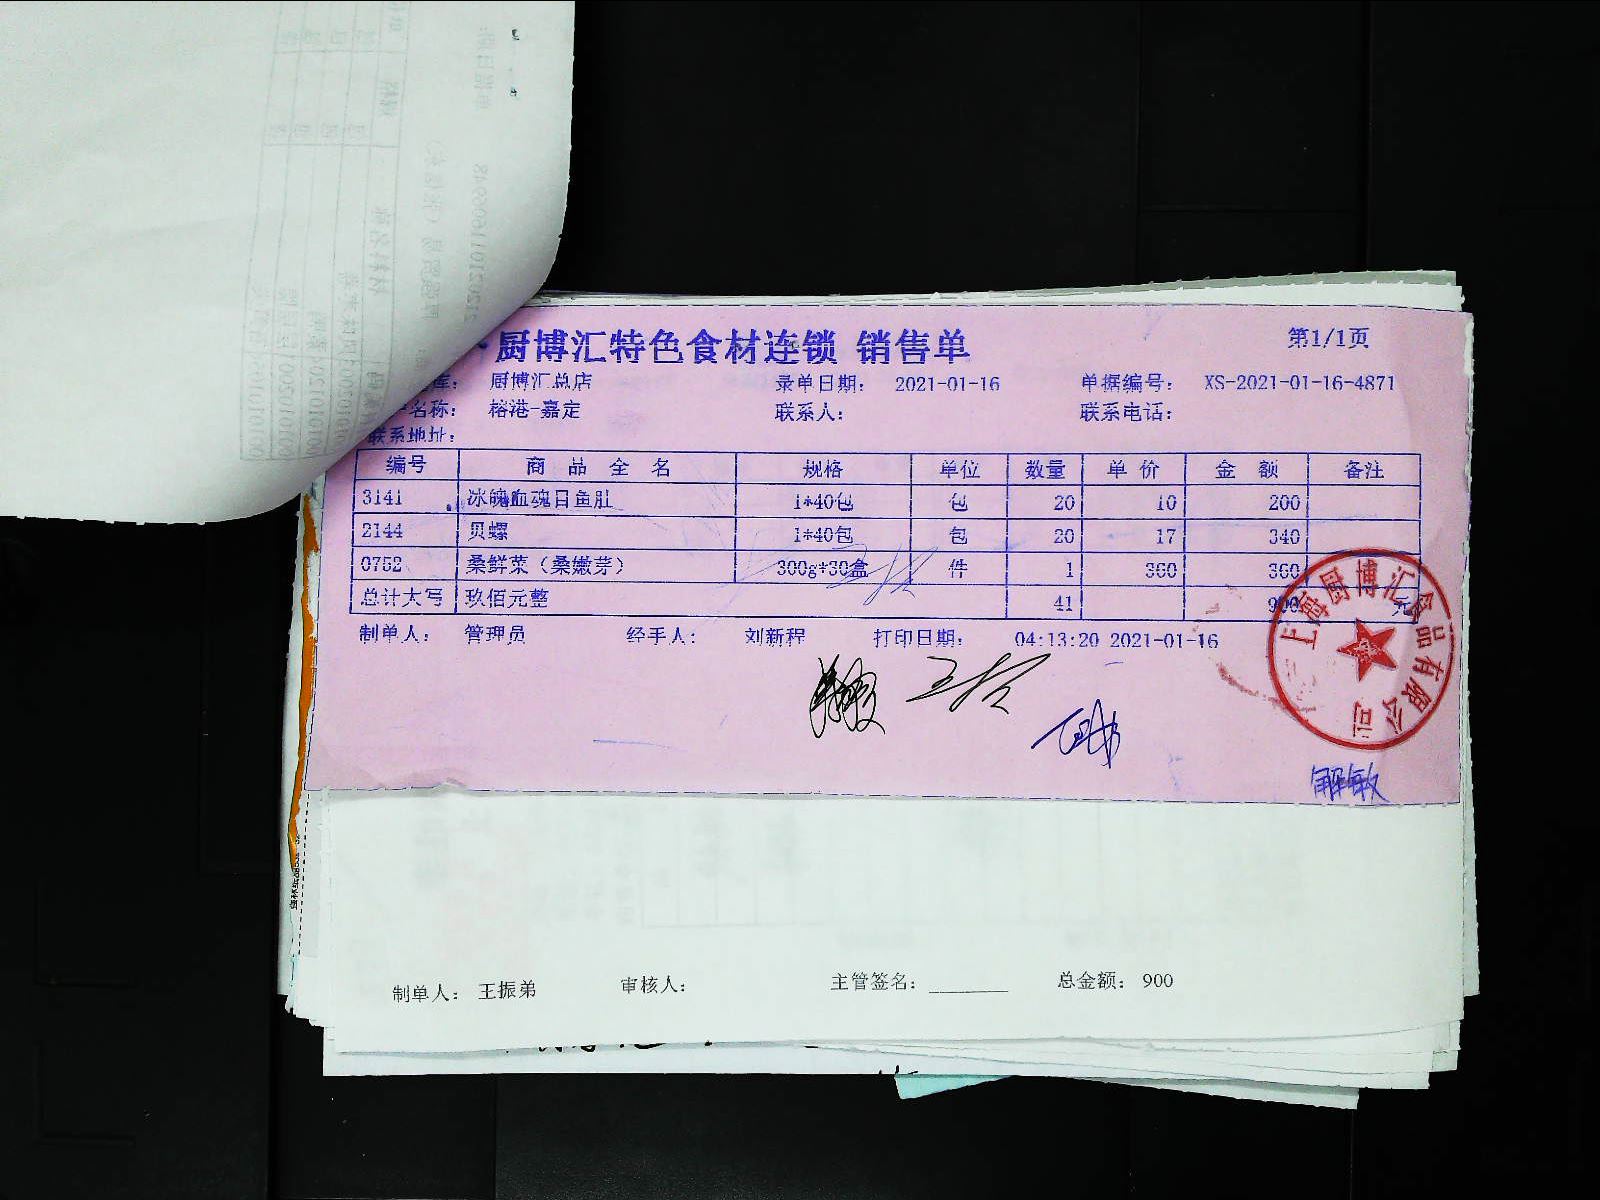 厨博汇特色食材连锁 销售单 第1/1页
库： 厨博汇总店 录单日期： 2021-01-16 单据编号： XS-2021-01-16-4871
名称： 榕港-嘉定 联系人： 联系电话：
联系地址：
编号 商品全名 规格 单位 数量 单价 金额 备注
3141 冰魄血魂目鱼肚 1*40包 包 20 10 200
2144 贝螺 1*40包 包 20 17 340
0752 桑鲜菜（桑嫩芽） 300g*30盒 件 1 360 360
总计大写 玖佰元整 41 900 元
制单人： 管理员 经手人： 刘新程 打印日期： 04:13:20 2021-01-16
上海厨博汇食品有限公司
解敏
制单人： 王振弟 审核人： 主管签名： 总金额： 900